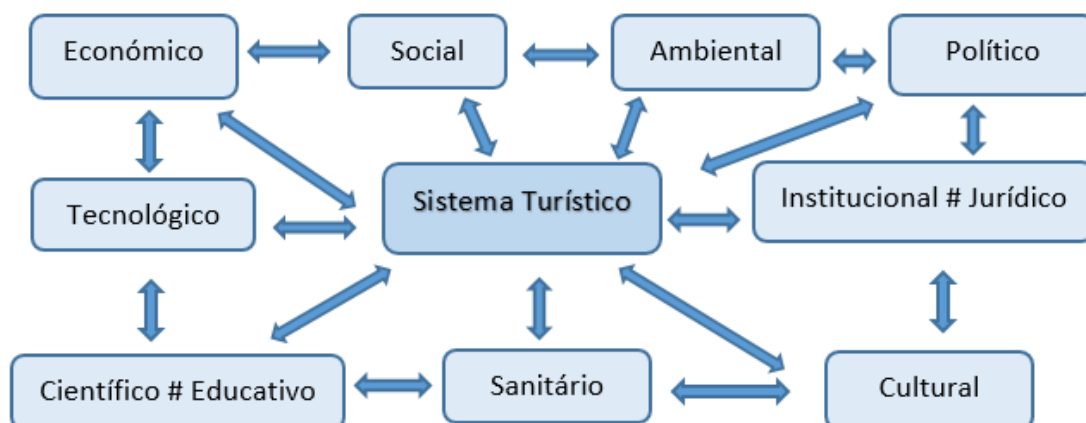 Económico
Social
Ambiental
Político
Tecnológico
Sistema Turístico
Institucional # Jurídico
Científico # Educativo
Sanitário
Cultural